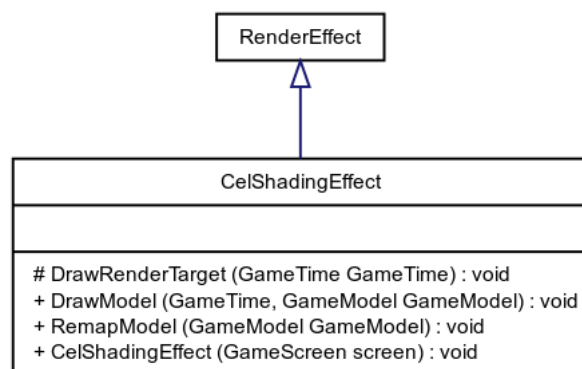 RenderEffect
CelShadingEffect
# DrawRenderTarget (GameTime GameTime) : void
+ DrawModel (GameTime, GameModel GameModel) : void
+ RemapModel (GameModel GameModel) : void
+ CelShadingEffect (GameScreen screen) : void